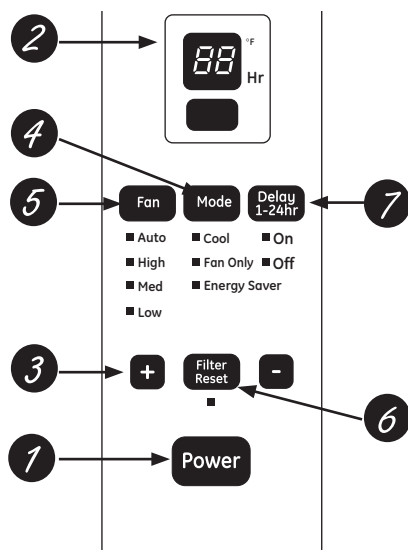 2
88 °F
Hr
4
5 Fan Mode Delay 1-24hr 7
Auto Cool On
High Fan Only Off
Med Energy Saver
Low
3 + Filter Reset -
6
1 Power